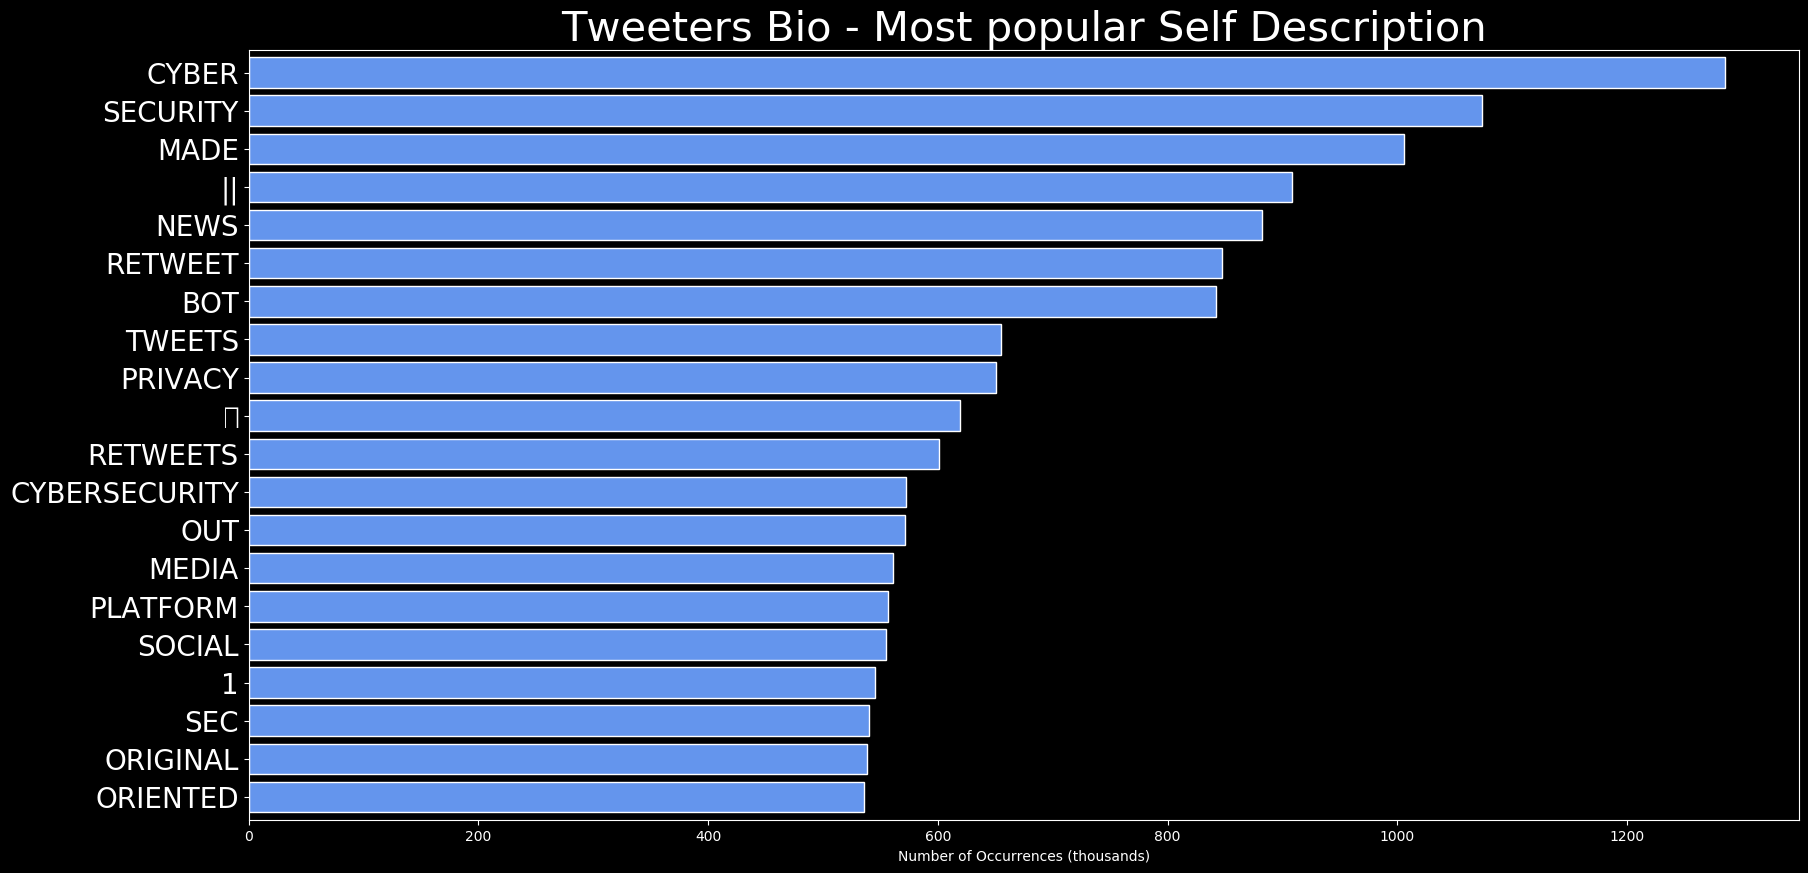 Tweeters Bio - Most popular Self Description
CYBER
SECURITY
MADE
||
NEWS
RETWEET
BOT
TWEETS
PRIVACY
RETWEETS
CYBERSECURITY
OUT
MEDIA
PLATFORM
SOCIAL
1
SEC
ORIGINAL
ORIENTED
0 200 400 600 800 1000 1200
Number of Occurrences (thousands)